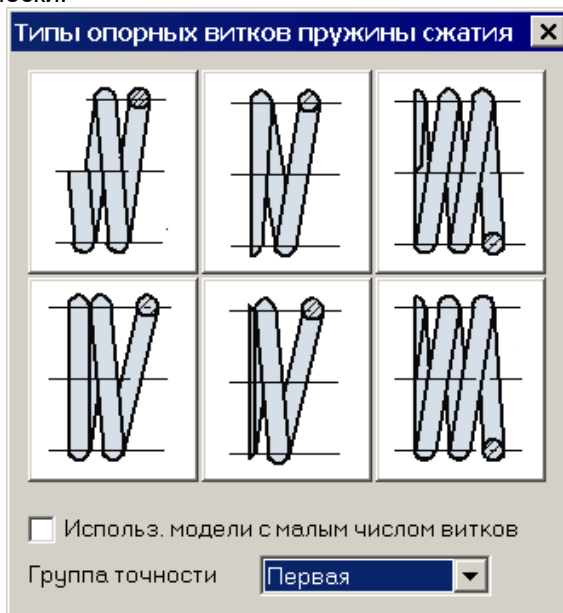 Типы опорных витков пружины сжатия
Использ. модели с малым числом витков
Группа точности Первая